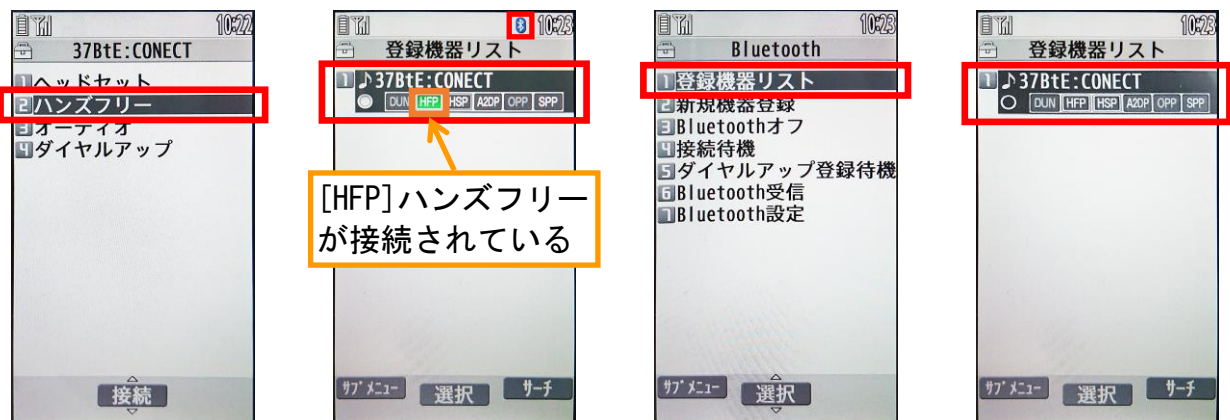 10:22
37BtE:CONECT
1ヘッドセット
2ハンズフリー
3オーディオ
4ダイヤルアップ
接続
10:23
登録機器リスト
1♪37BtE:CONECT
DUN HFP HSP A2DP OPP SPP
[HFP]ハンズフリー
が接続されている
サブメニュー 選択 サーチ
10:23
Bluetooth
1登録機器リスト
2新規機器登録
3Bluetoothオフ
4接続待機
5ダイヤルアップ登録待機
6Bluetooth受信
7Bluetooth設定
サブメニュー 選択
10:23
登録機器リスト
1♪37BtE:CONECT
DUN HFP HSP A2DP OPP SPP
サブメニュー 選択 サーチ